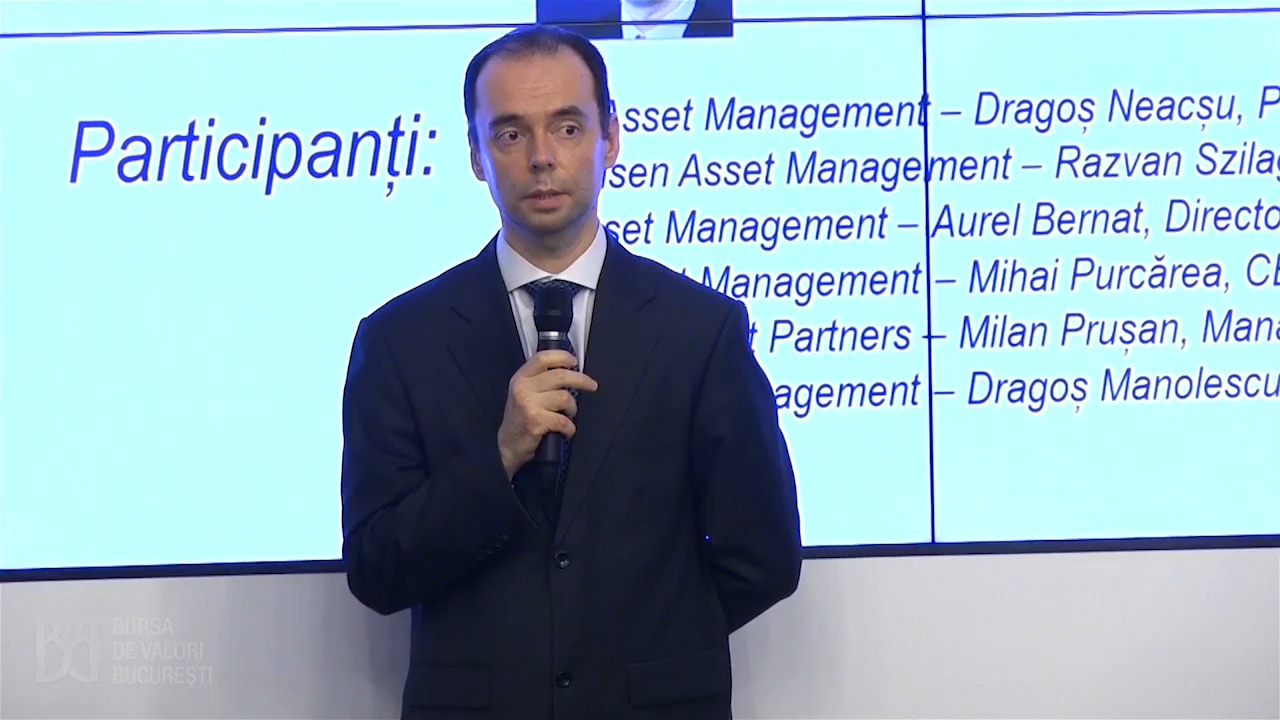 Participanți:
Asset Management – Dragoș Neacșu, P
sen Asset Management – Razvan Szilag
set Management – Aurel Bernat, Directo
Management – Mihai Purcărea, CE
t Partners – Milan Prușan, Mana
agement – Dragoș Manolescu
BURSA
DE VALORI
BUCUREȘTI